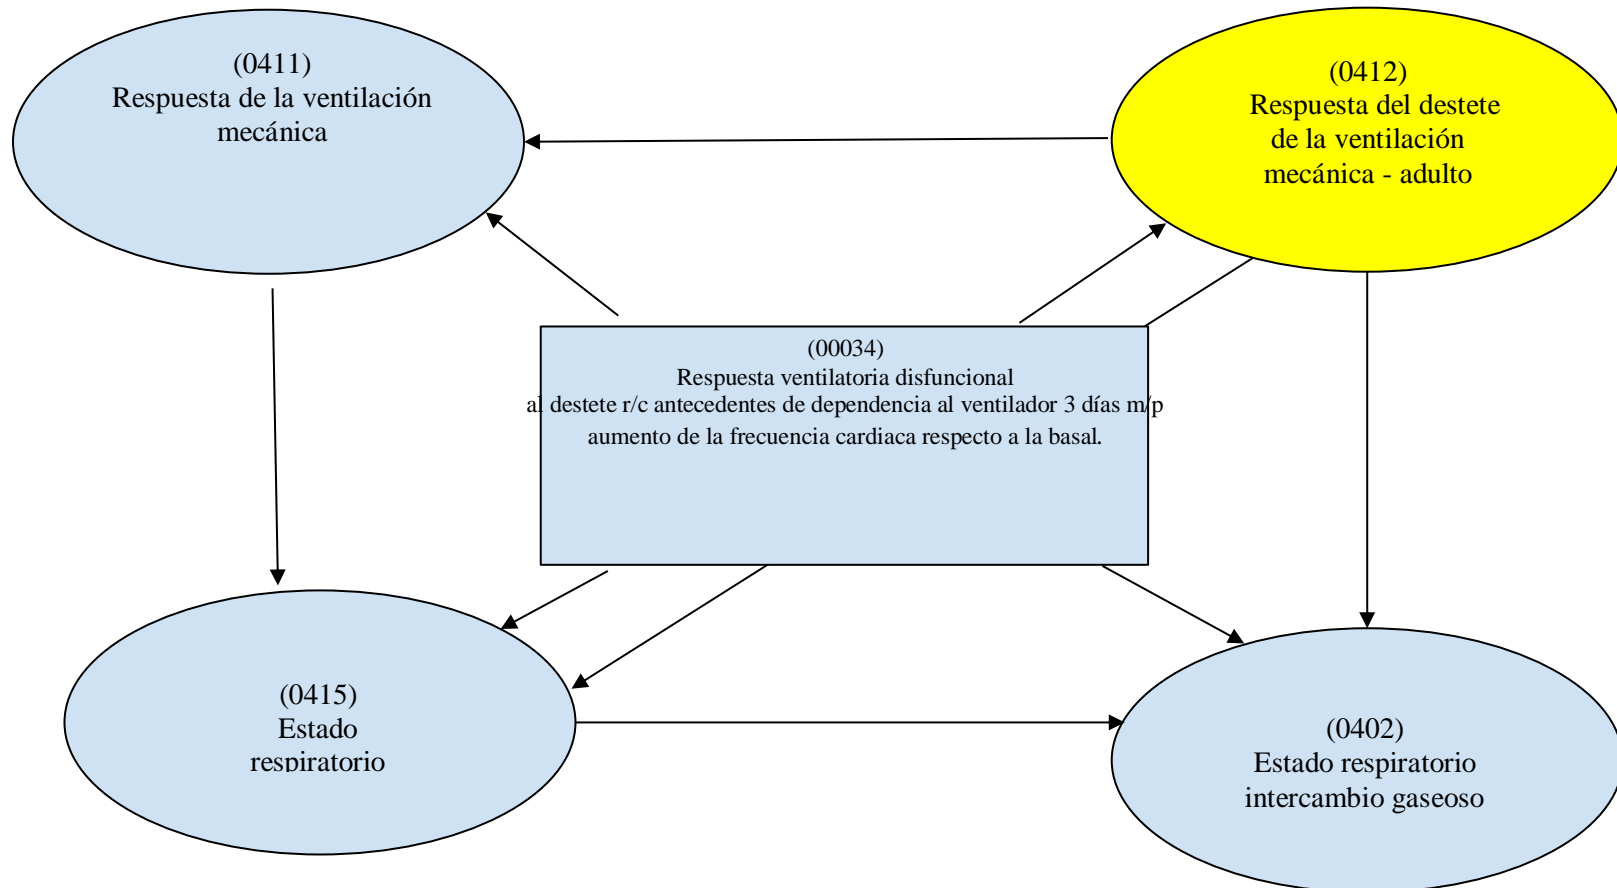 (0411)
Respuesta de la ventilación
mecánica
(0412)
Respuesta del destete
de la ventilación
mecánica - adulto
(00034)
Respuesta ventilatoria disfuncional
al destete r/c antecedentes de dependencia al ventilador 3 días m/p
aumento de la frecuencia cardiaca respecto a la basal.
(0415)
Estado
respiratorio
(0402)
Estado respiratorio
intercambio gaseoso